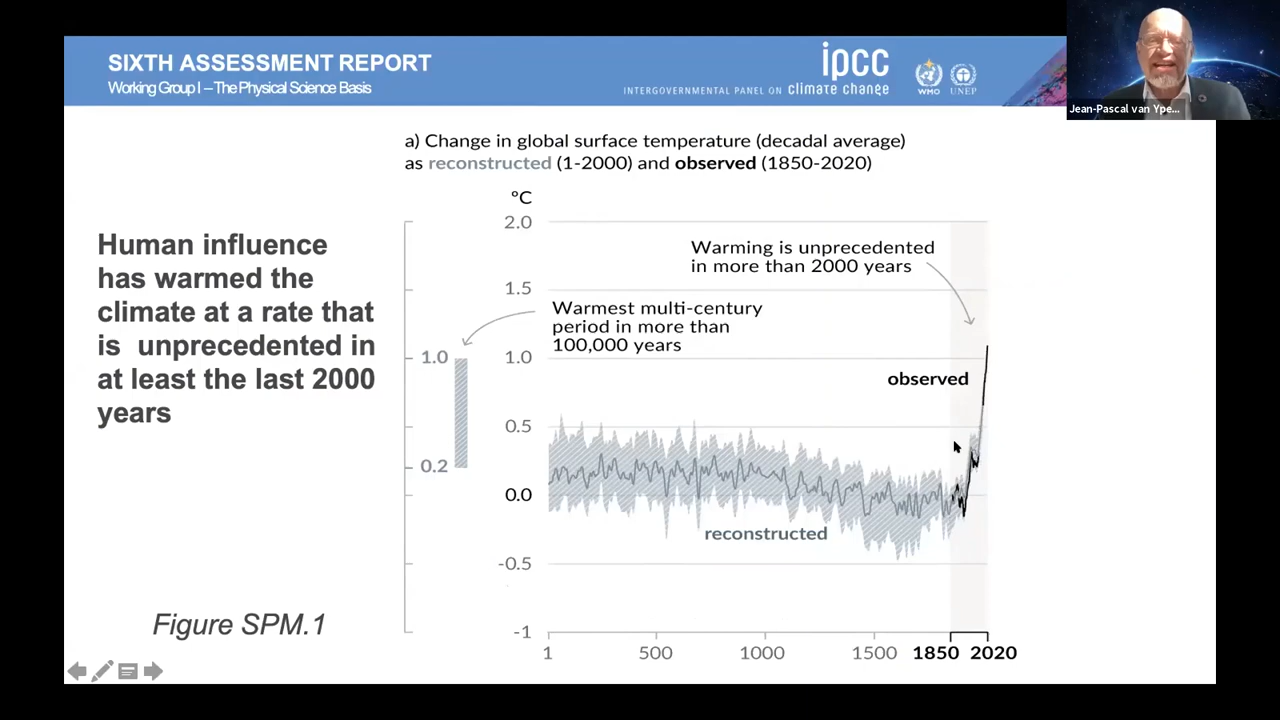 SIXTH ASSESSMENT REPORT
Working Group I – The Physical Science Basis
INTERGOVERNMENTAL PANEL ON climate change
ipcc
WMO
UNEP
Jean-Pascal van Ype...
a) Change in global surface temperature (decadal average)
as reconstructed (1-2000) and observed (1850-2020)
Human influence
has warmed the
climate at a rate that
is unprecedented in
at least the last 2000
years
Figure SPM.1
1.0
0.2
°C
2.0
1.5
1.0
0.5
0.0
-0.5
-1
Warming is unprecedented
in more than 2000 years
Warmest multi-century
period in more than
100,000 years
observed
reconstructed
1
500
1000
1500
1850
2020